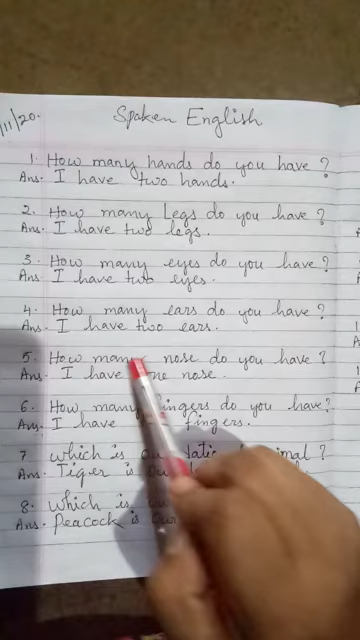 /11/20.
Spoken English
1. How many hands do you have?
Ans- I have two hands.
2. How many Legs do you have?
Ans- I have two legs.
3. How many eyes do you have?
Ans- I have two eyes.
4. How many ears do you have?
Ans- I have two ears.
5. How many nose do you have?
Ans- I have one nose.
6. How many fingers do you have?
Ans- I have fingers.
7 which is animal?
Ans- Tiger is our
8. which is
Ans- Peacock is our